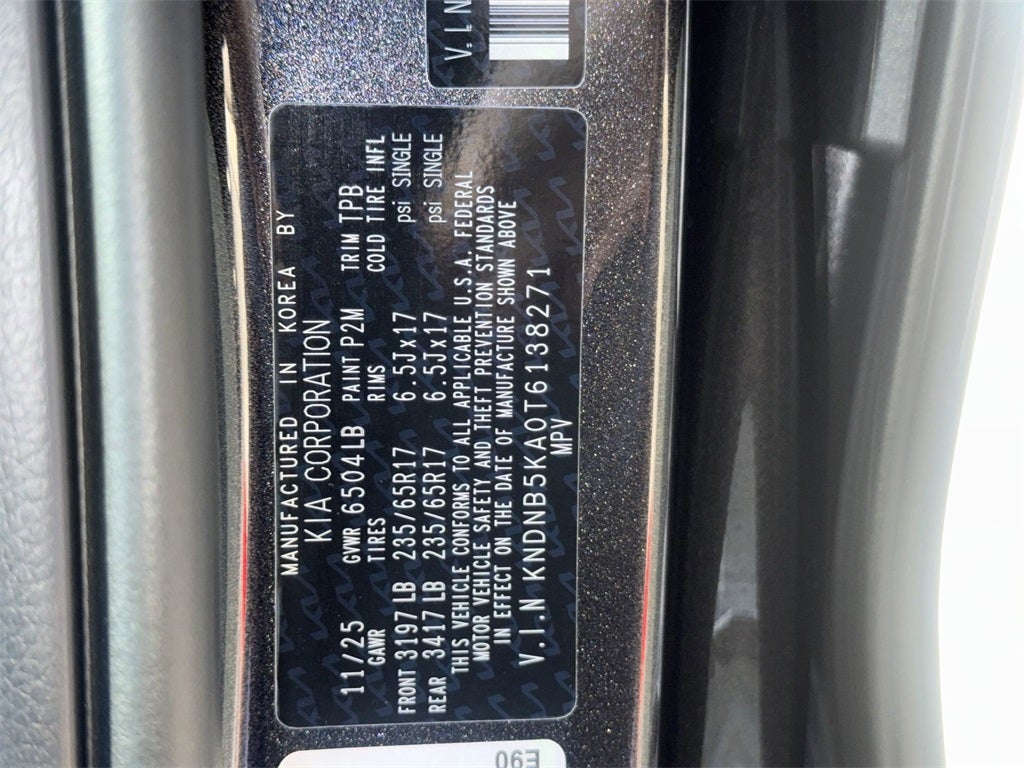 V.I.N
MANUFACTURED IN KOREA BY
KIA CORPORATION
11/25 GVWR 6504LB PAINT P2M TRIM TPB
GAWR TIRES RIMS COLD TIRE INFL
FRONT 3197LB 235/65R17 6.5Jx17 psi SINGLE
REAR 3417LB 235/65R17 6.5Jx17 psi SINGLE
THIS VEHICLE CONFORMS TO ALL APPLICABLE U.S.A. FEDERAL
MOTOR VEHICLE SAFETY AND THEFT PREVENTION STANDARDS
IN EFFECT ON THE DATE OF MANUFACTURE SHOWN ABOVE
V.I.N KNDNB5KA0T6138271
MPV
E90